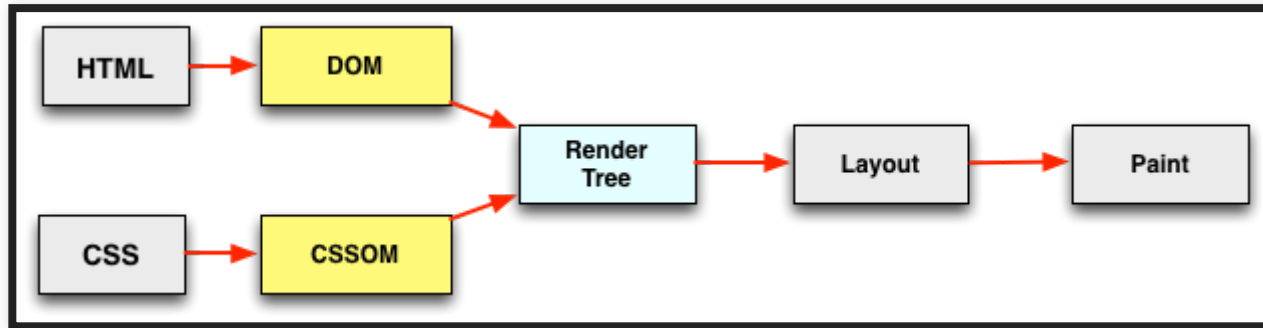 HTML
DOM
Render
Tree
Layout
Paint
CSS
CSSOM